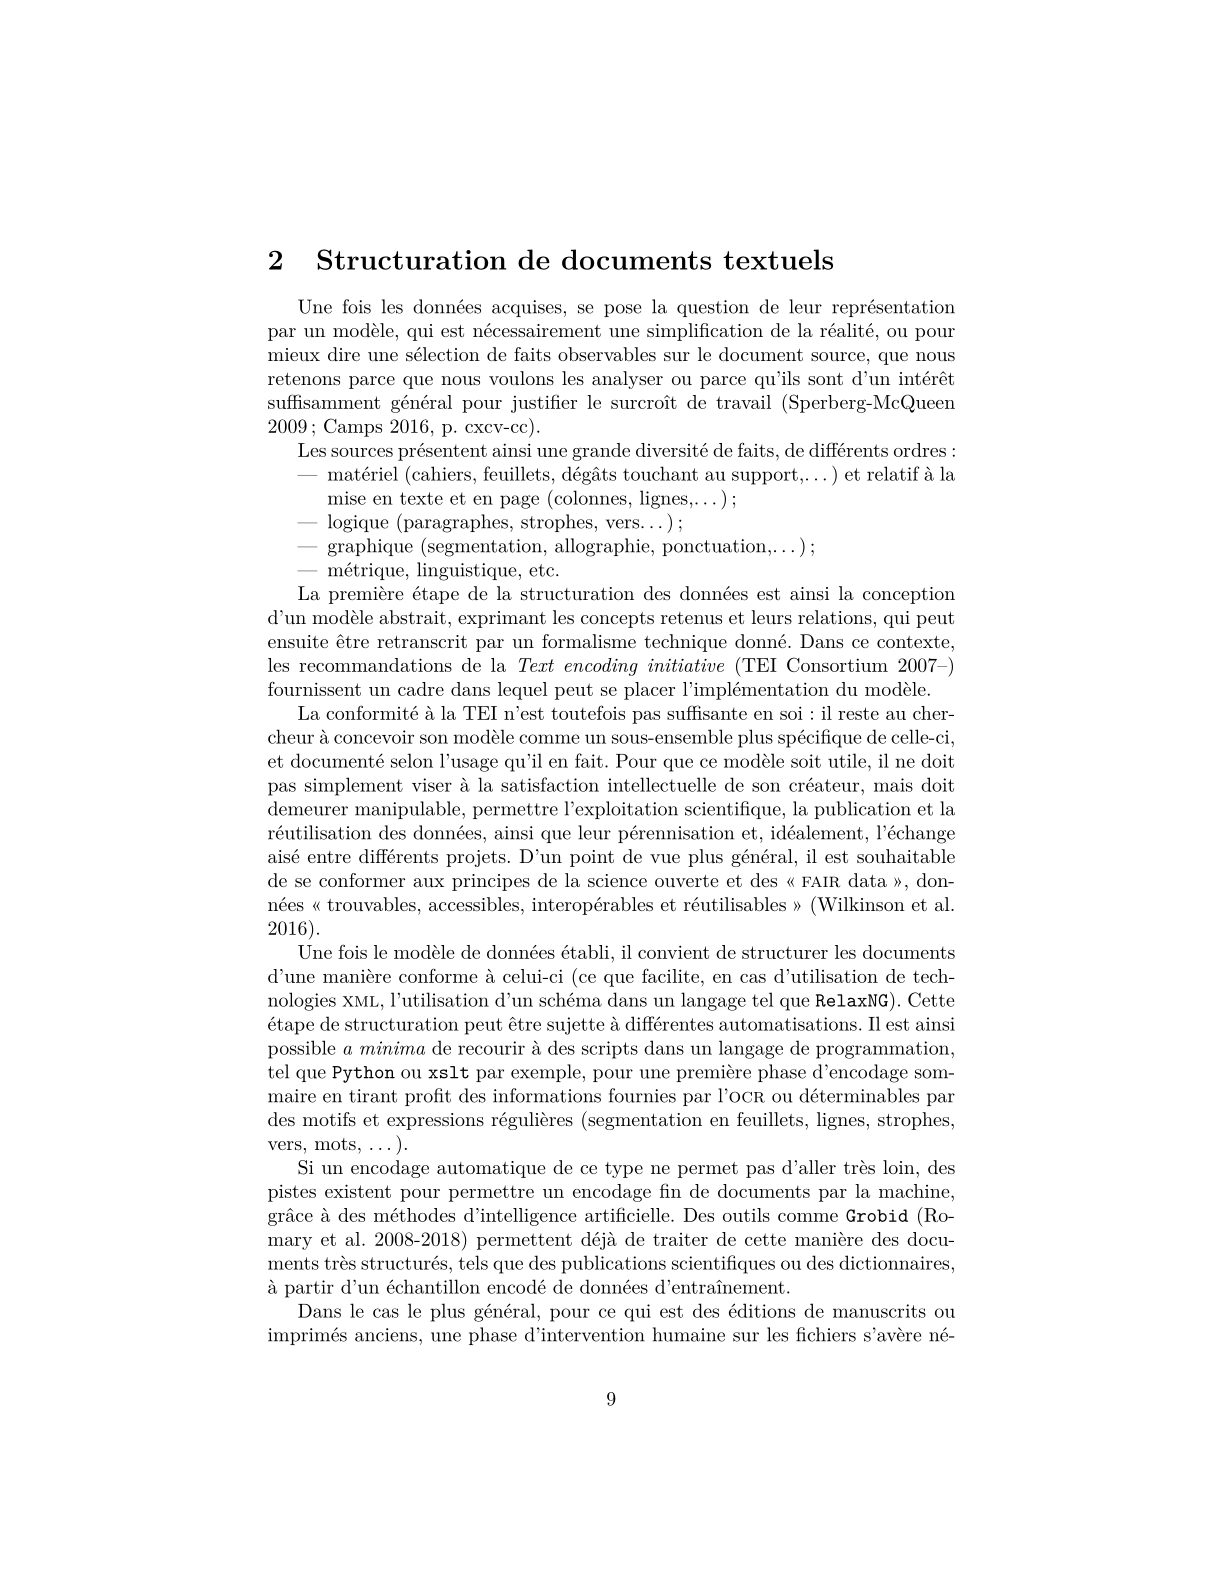 2 Structuration de documents textuels
Une fois les données acquises, se pose la question de leur représentation
par un modèle, qui est nécessairement une simplification de la réalité, ou pour
mieux dire une sélection de faits observables sur le document source, que nous
retenons parce que nous voulons les analyser ou parce qu'ils sont d'un intérêt
suffisamment général pour justifier le surcroît de travail (Sperberg-McQueen
2009 ; Camps 2016, p. cxcv-cc).
Les sources présentent ainsi une grande diversité de faits, de différents ordres :
— matériel (cahiers, feuillets, dégâts touchant au support,. . . ) et relatif à la
mise en texte et en page (colonnes, lignes,. . . ) ;
— logique (paragraphes, strophes, vers. . . ) ;
— graphique (segmentation, allographie, ponctuation,. . . ) ;
— métrique, linguistique, etc.
La première étape de la structuration des données est ainsi la conception
d'un modèle abstrait, exprimant les concepts retenus et leurs relations, qui peut
ensuite être retranscrit par un formalisme technique donné. Dans ce contexte,
les recommandations de la Text encoding initiative (TEI Consortium 2007–)
fournissent un cadre dans lequel peut se placer l'implémentation du modèle.
La conformité à la TEI n'est toutefois pas suffisante en soi : il reste au cher-
cheur à concevoir son modèle comme un sous-ensemble plus spécifique de celle-ci,
et documenté selon l'usage qu'il en fait. Pour que ce modèle soit utile, il ne doit
pas simplement viser à la satisfaction intellectuelle de son créateur, mais doit
demeurer manipulable, permettre l'exploitation scientifique, la publication et la
réutilisation des données, ainsi que leur pérennisation et, idéalement, l'échange
aisé entre différents projets. D'un point de vue plus général, il est souhaitable
de se conformer aux principes de la science ouverte et des « FAIR data », don-
nées « trouvables, accessibles, interopérables et réutilisables » (Wilkinson et al.
2016).
Une fois le modèle de données établi, il convient de structurer les documents
d'une manière conforme à celui-ci (ce que facilite, en cas d'utilisation de tech-
nologies XML, l'utilisation d'un schéma dans un langage tel que RelaxNG). Cette
étape de structuration peut être sujette à différentes automatisations. Il est ainsi
possible a minima de recourir à des scripts dans un langage de programmation,
tel que Python ou xslt par exemple, pour une première phase d'encodage som-
maire en tirant profit des informations fournies par l'OCR ou déterminables par
des motifs et expressions régulières (segmentation en feuillets, lignes, strophes,
vers, mots, . . . ).
Si un encodage automatique de ce type ne permet pas d'aller très loin, des
pistes existent pour permettre un encodage fin de documents par la machine,
grâce à des méthodes d'intelligence artificielle. Des outils comme Grobid (Ro-
mary et al. 2008-2018) permettent déjà de traiter de cette manière des docu-
ments très structurés, tels que des publications scientifiques ou des dictionnaires,
à partir d'un échantillon encodé de données d'entraînement.
Dans le cas le plus général, pour ce qui est des éditions de manuscrits ou
imprimés anciens, une phase d'intervention humaine sur les fichiers s'avère né-
9